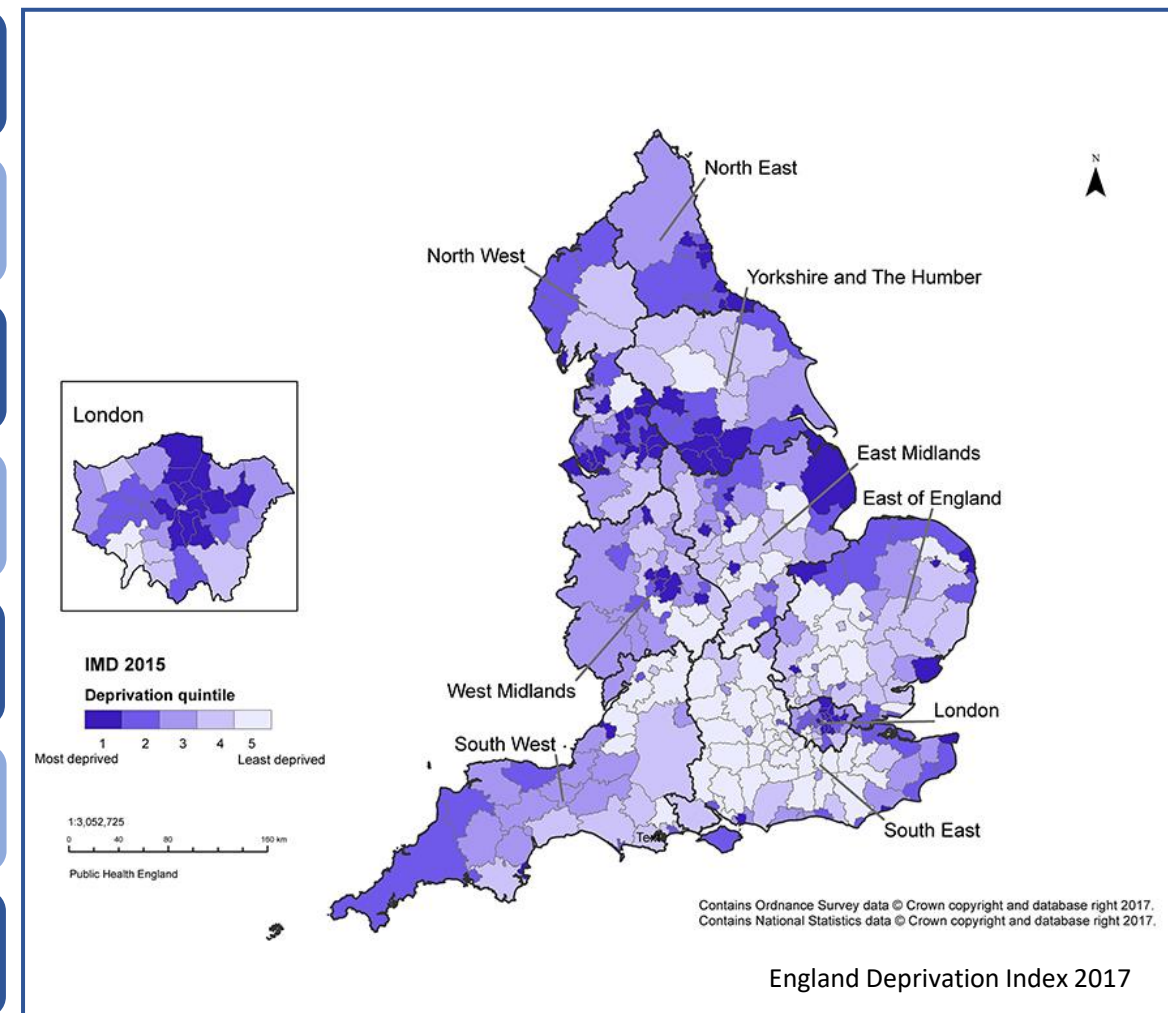 N
North East
North West
Yorkshire and The Humber
London
East Midlands
East of England
IMD 2015
Deprivation quintile
1 2 3 4 5
Most deprived Least deprived
West Midlands
London
South West
1:3,052,725
0 40 80 160 km
South East
Public Health England
Contains Ordnance Survey data © Crown copyright and database right 2017.
Contains National Statistics data © Crown copyright and database right 2017.
England Deprivation Index 2017